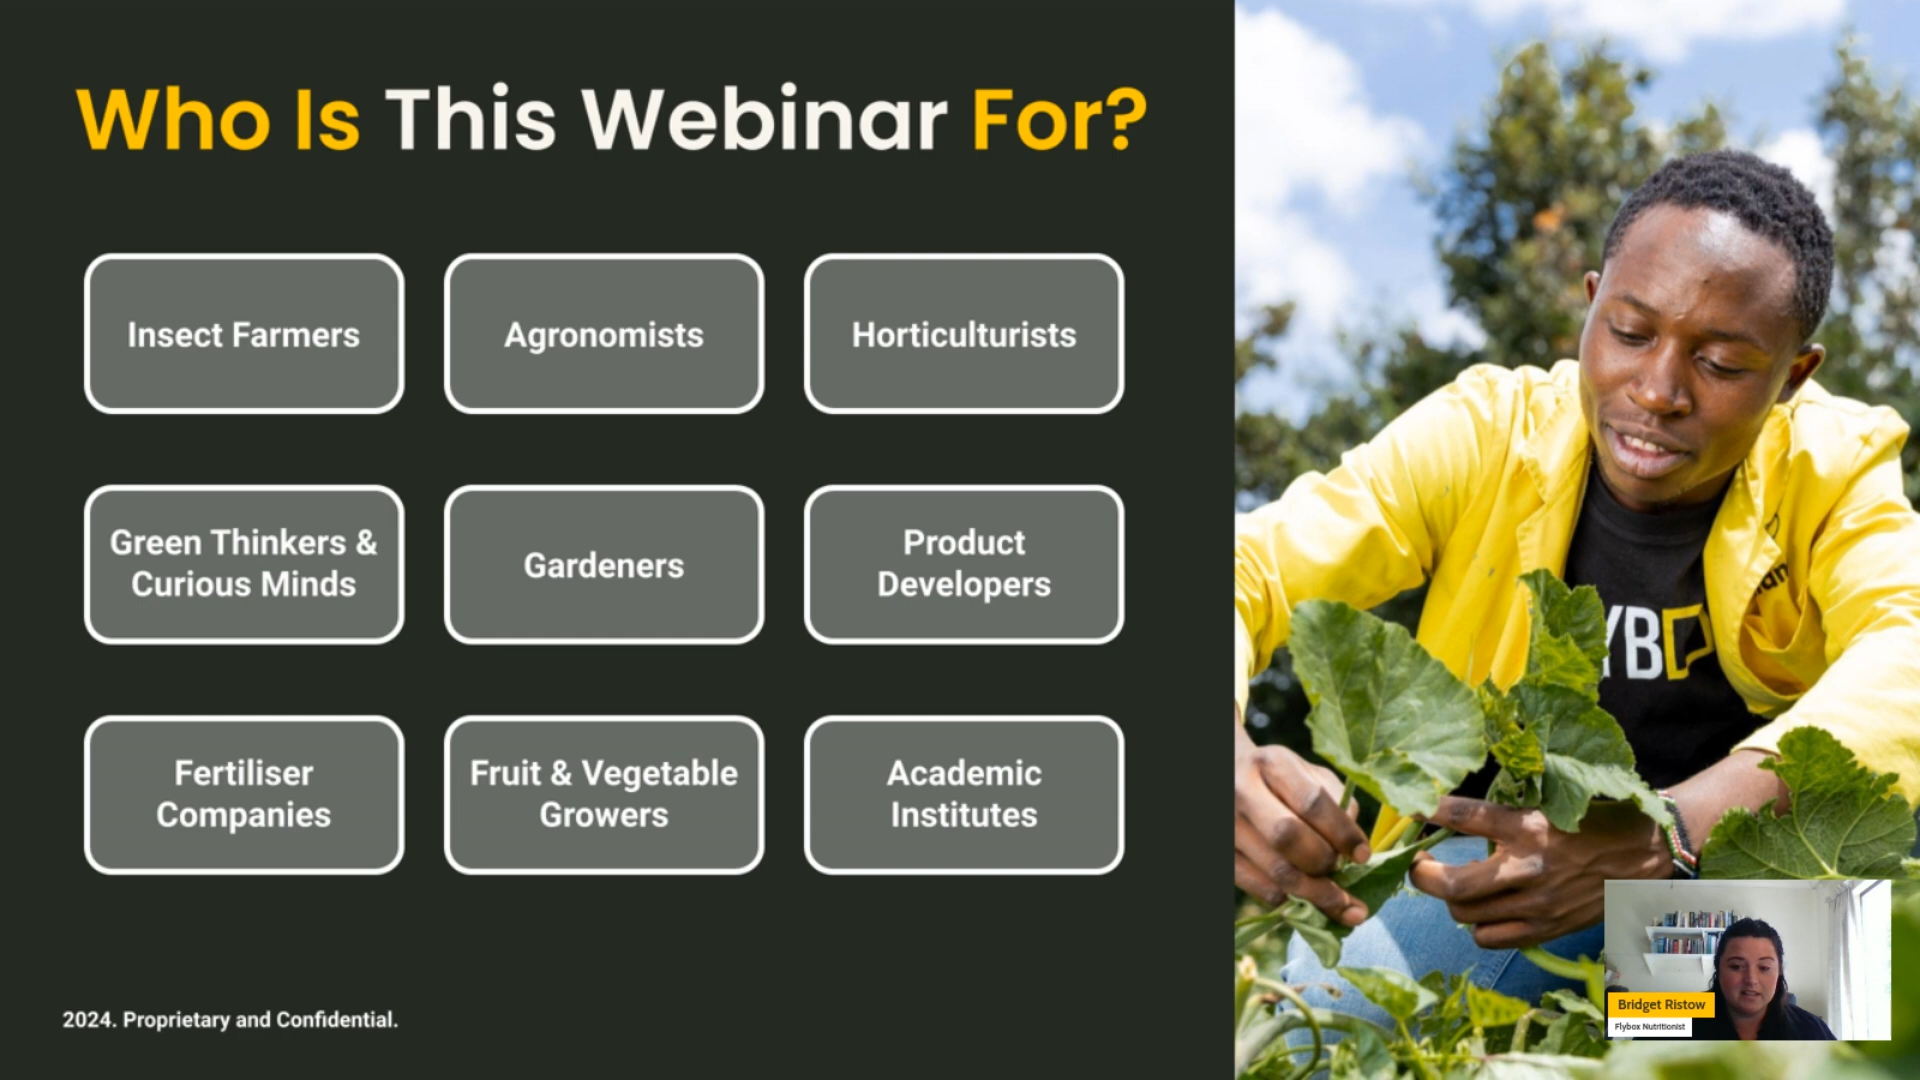 Who Is This Webinar For?
Insect Farmers
Agronomists
Horticulturists
Green Thinkers &
Curious Minds
Gardeners
Product
Developers
Fertiliser
Companies
Fruit & Vegetable
Growers
Academic
Institutes
2024. Proprietary and Confidential.
YB
Bridget Ristow
Flybox Nutritionist